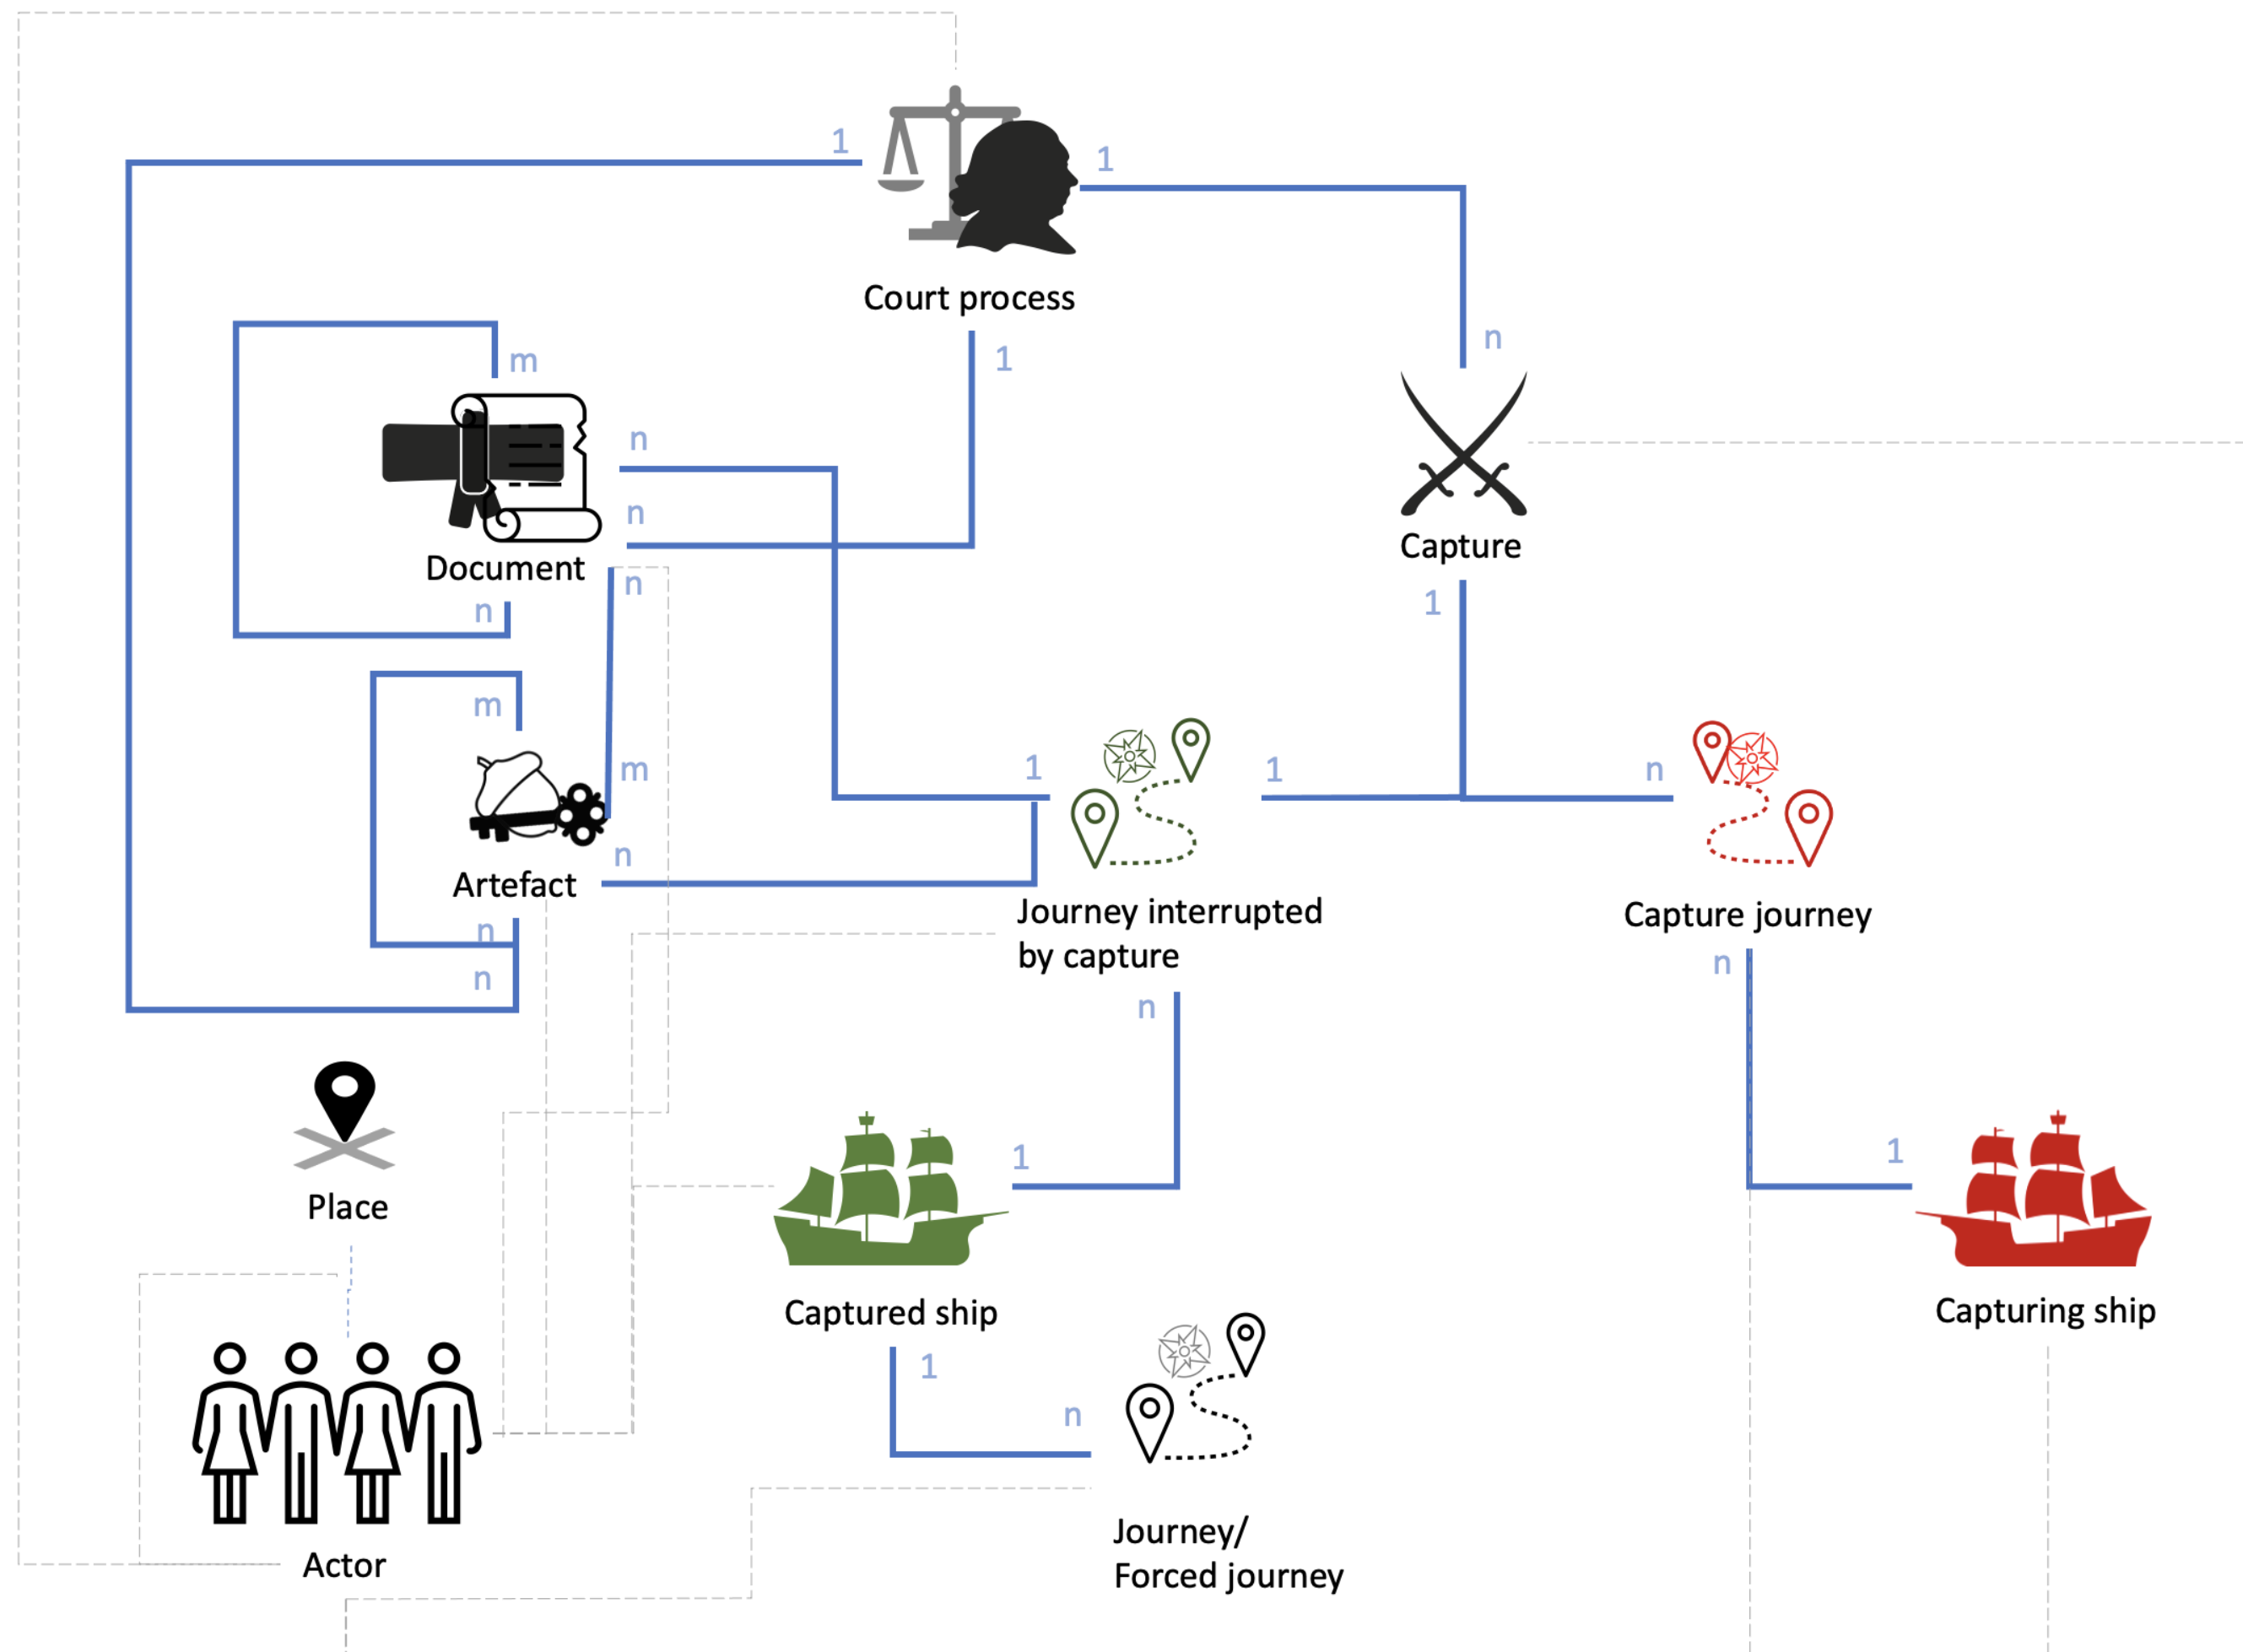 1
1
Court process
1
n
m
n
n
Document
n
n
Capture
1
m
m
n
Artefact
n
n
1
1
n
Journey interrupted
by capture
Capture journey
n
n
Place
1
1
Captured ship
Capturing ship
1
n
Journey/
Forced journey
Actor